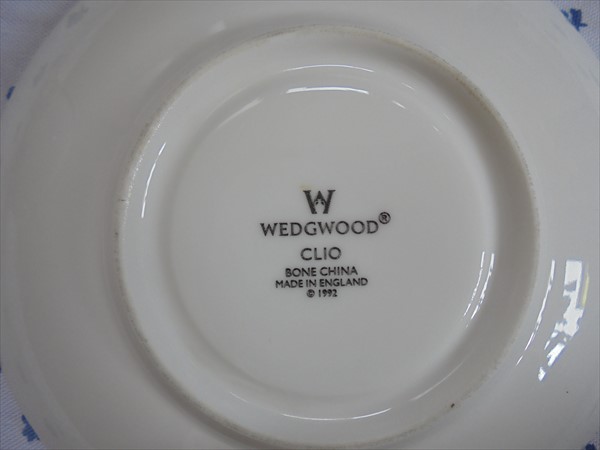 W
WEDGWOOD®
CLIO
BONE CHINA
MADE IN ENGLAND
© 1992